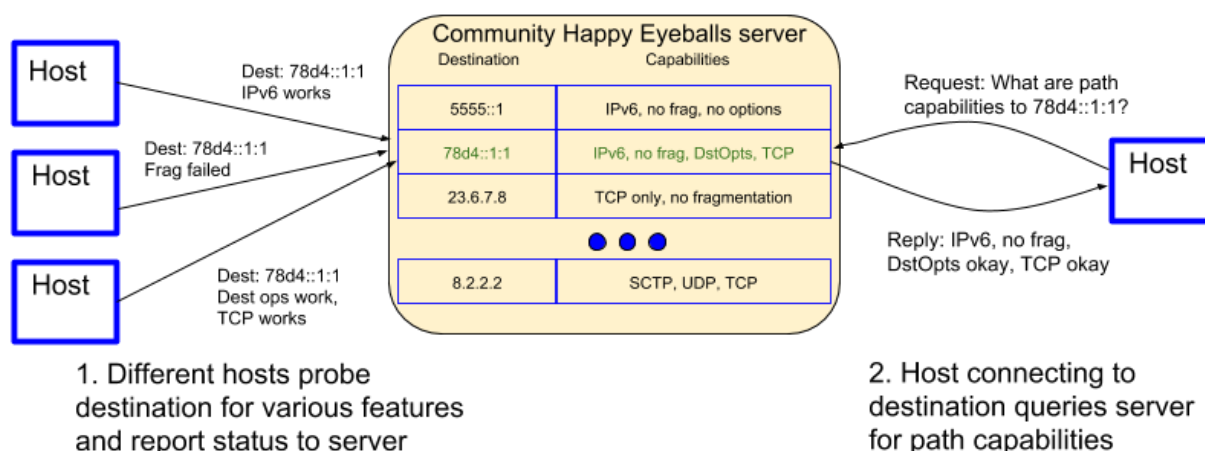 Community Happy Eyeballs server
Destination Capabilities
5555::1 IPv6, no frag, no options
78d4::1:1 IPv6, no frag, DstOpts, TCP
23.6.7.8 TCP only, no fragmentation
8.2.2.2 SCTP, UDP, TCP
Host
Dest: 78d4::1:1
IPv6 works
Host
Dest: 78d4::1:1
Frag failed
Host
Dest: 78d4::1:1
Dest ops work,
TCP works
Request: What are path
capabilities to 78d4::1:1?
Host
Reply: IPv6, no frag,
DstOpts okay, TCP okay
1. Different hosts probe
destination for various features
and report status to server
2. Host connecting to
destination queries server
for path capabilities